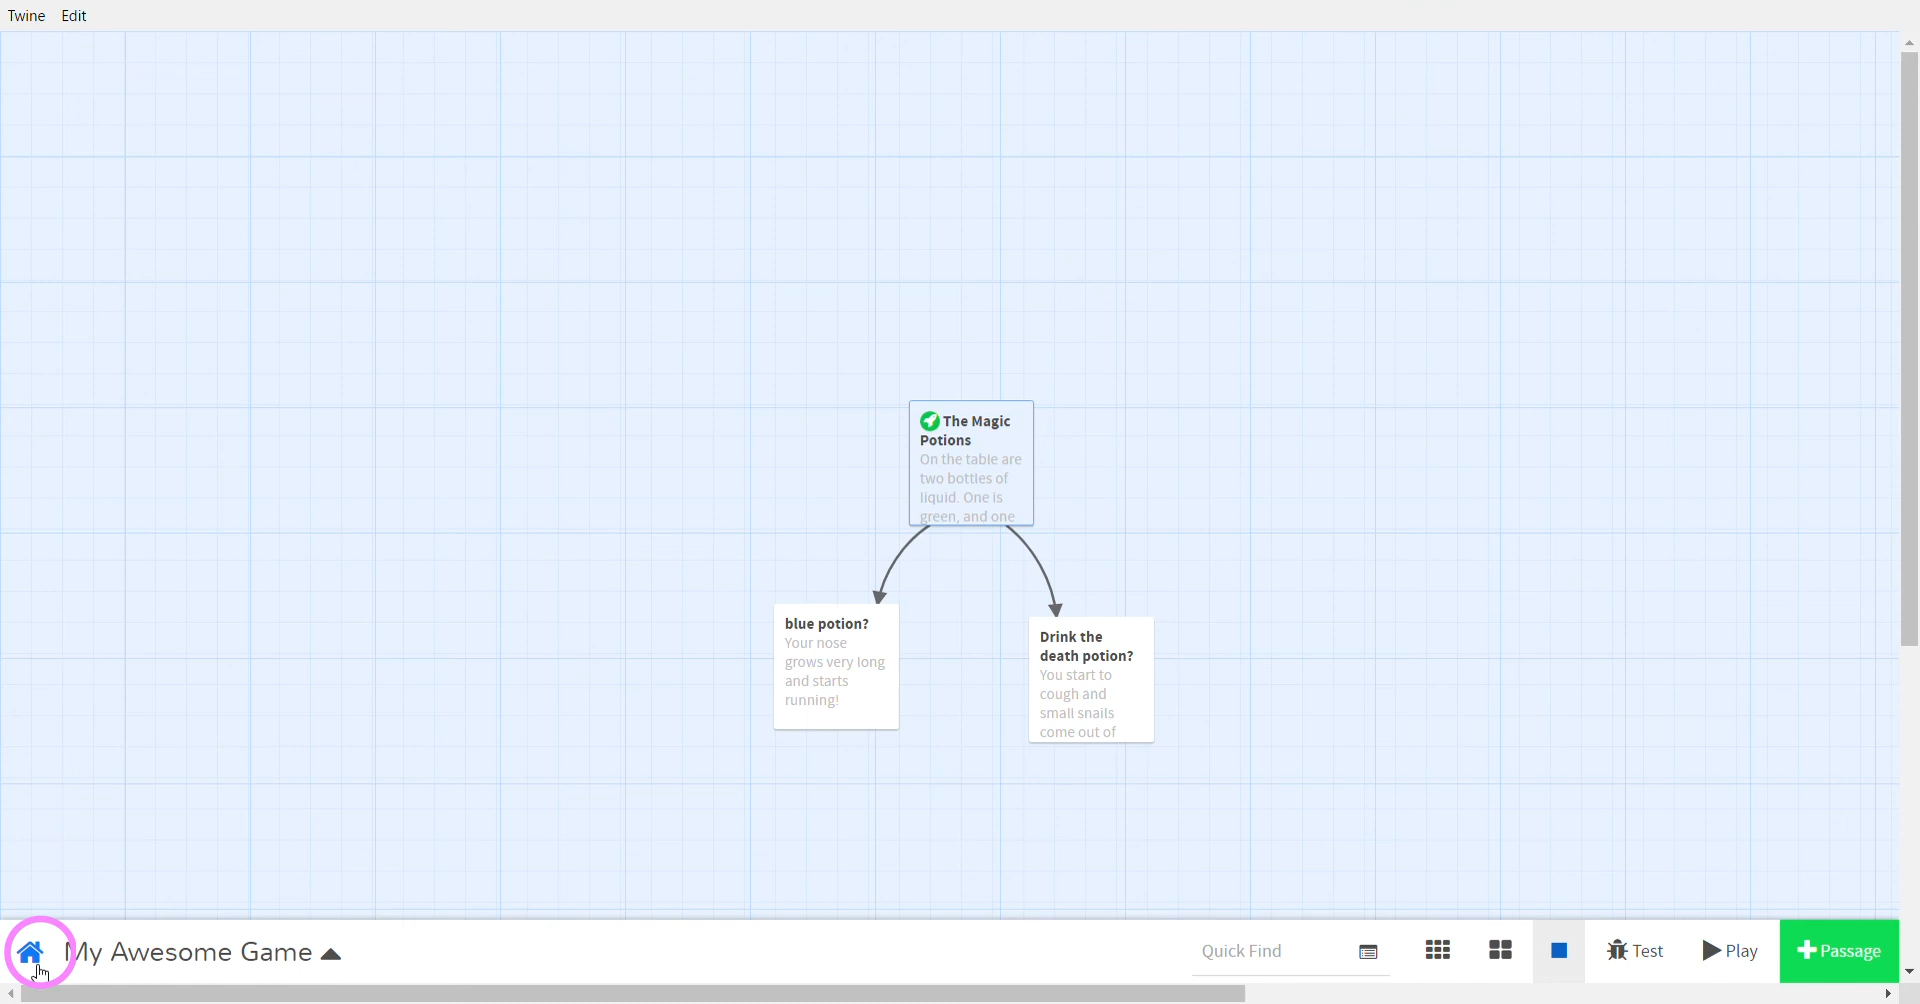 Twine Edit
The Magic
Potions
On the table are
two bottles of
liquid. One is
green, and one
blue potion?
Your nose
grows very long
and starts
running!
Drink the
death potion?
You start to
cough and
small snails
come out of
My Awesome Game
Quick Find
Test
Play
Passage